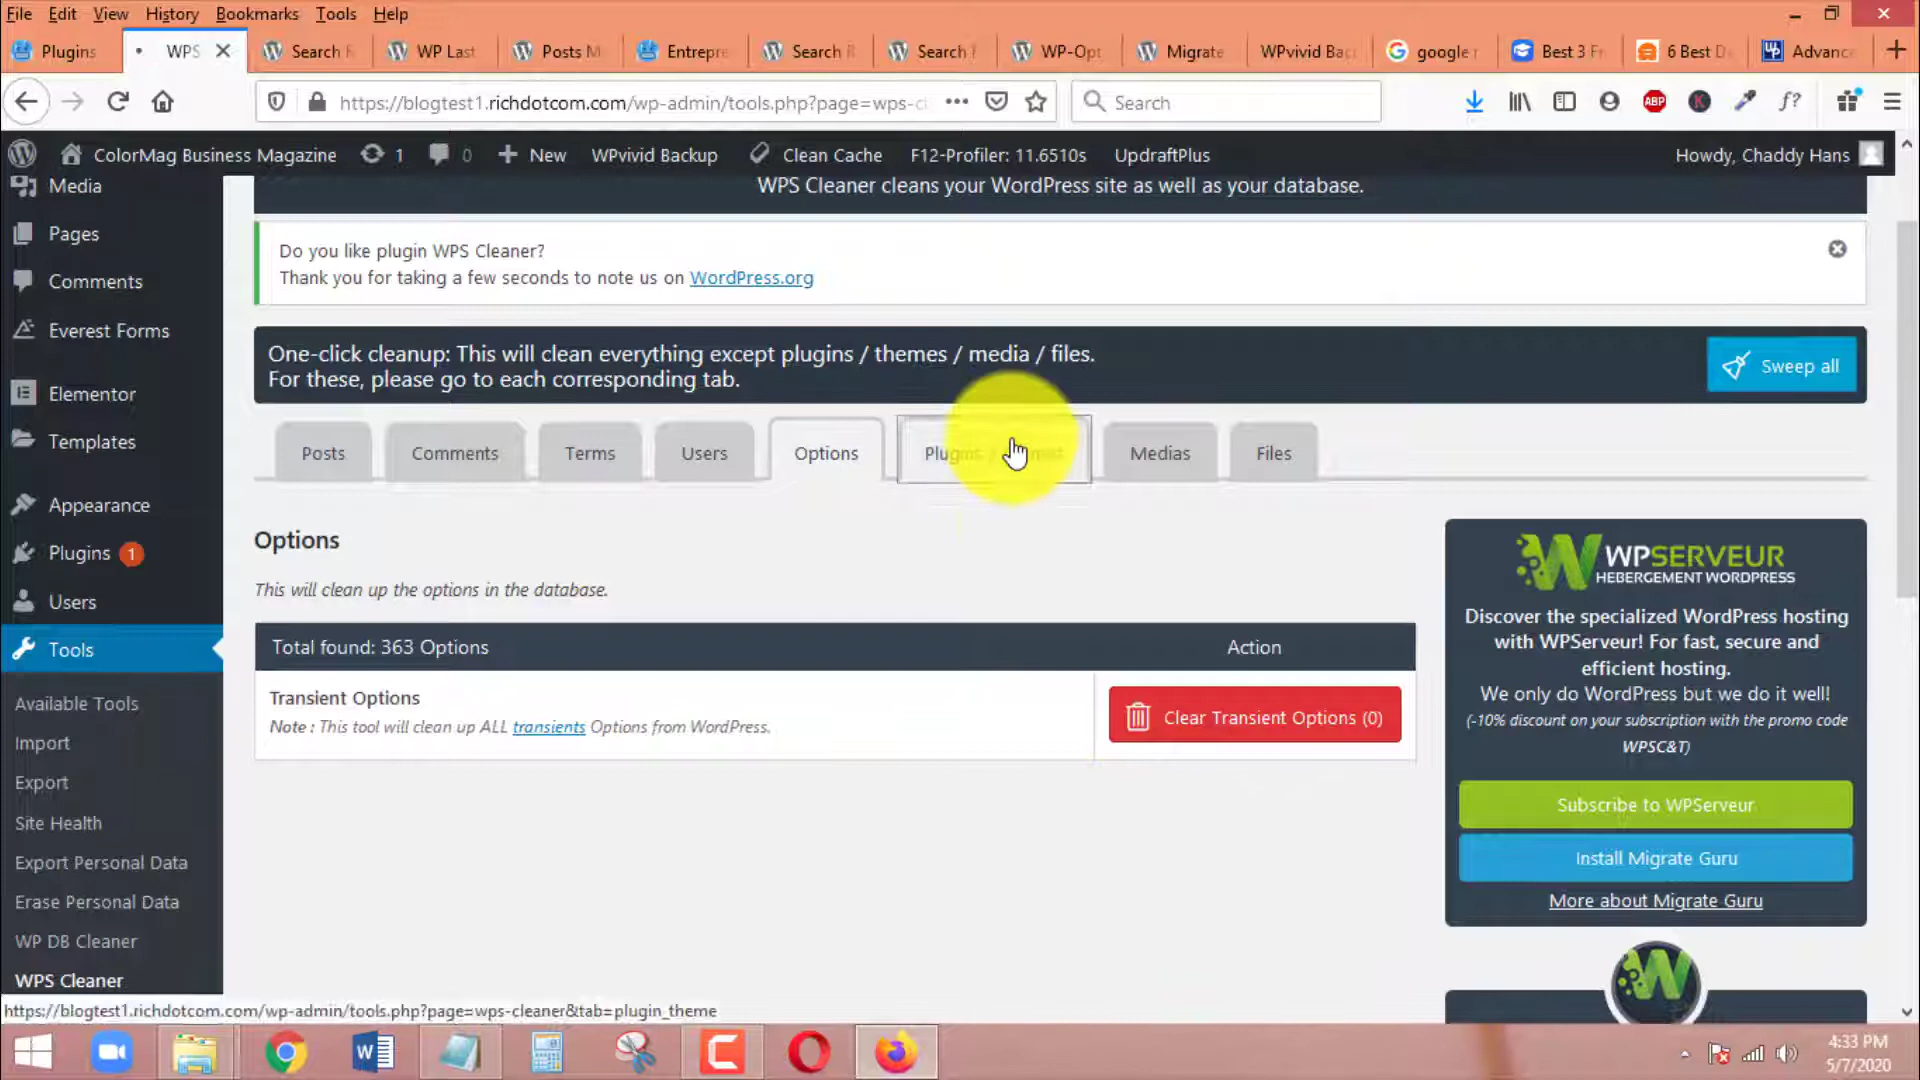 File Edit View History Bookmarks Tools Help
Plugins WPS Search R WP Last Posts M Entrepre Search R Search WP-Opt Migrate WPvivid Bac google r Best 3 Fr 6 Best D Advance
https://blogtest1.richdotcom.com/wp-admin/tools.php?page=wps-c ••• Search ABP f?
ColorMag Business Magazine 1 0 New WPvivid Backup Clean Cache F12-Profiler: 11.6510s UpdraftPlus Howdy, Chaddy Hans
Media
Pages
Comments
Everest Forms
Elementor
Templates
Appearance
Plugins 1
Users
Tools
Available Tools
Import
Export
Site Health
Export Personal Data
Erase Personal Data
WP DB Cleaner
WPS Cleaner
WPS Cleaner cleans your WordPress site as well as your database.
Do you like plugin WPS Cleaner?
Thank you for taking a few seconds to note us on WordPress.org
One-click cleanup: This will clean everything except plugins / themes / media / files.
For these, please go to each corresponding tab.
Sweep all
Posts Comments Terms Users Options Plugins Medias Files
Options
This will clean up the options in the database.
Total found: 363 Options Action
Transient Options
Note : This tool will clean up ALL transients Options from WordPress.
Clear Transient Options (0)
WPSERVEUR
HEBERGEMENT WORDPRESS
Discover the specialized WordPress hosting
with WPServeur! For fast, secure and
efficient hosting.
We only do WordPress but we do it well!
(-10% discount on your subscription with the promo code
WPSC&T)
Subscribe to WPServeur
Install Migrate Guru
More about Migrate Guru
https://blogtest1.richdotcom.com/wp-admin/tools.php?page=wps-cleaner&tab=plugin_theme
4:33 PM
5/7/2020